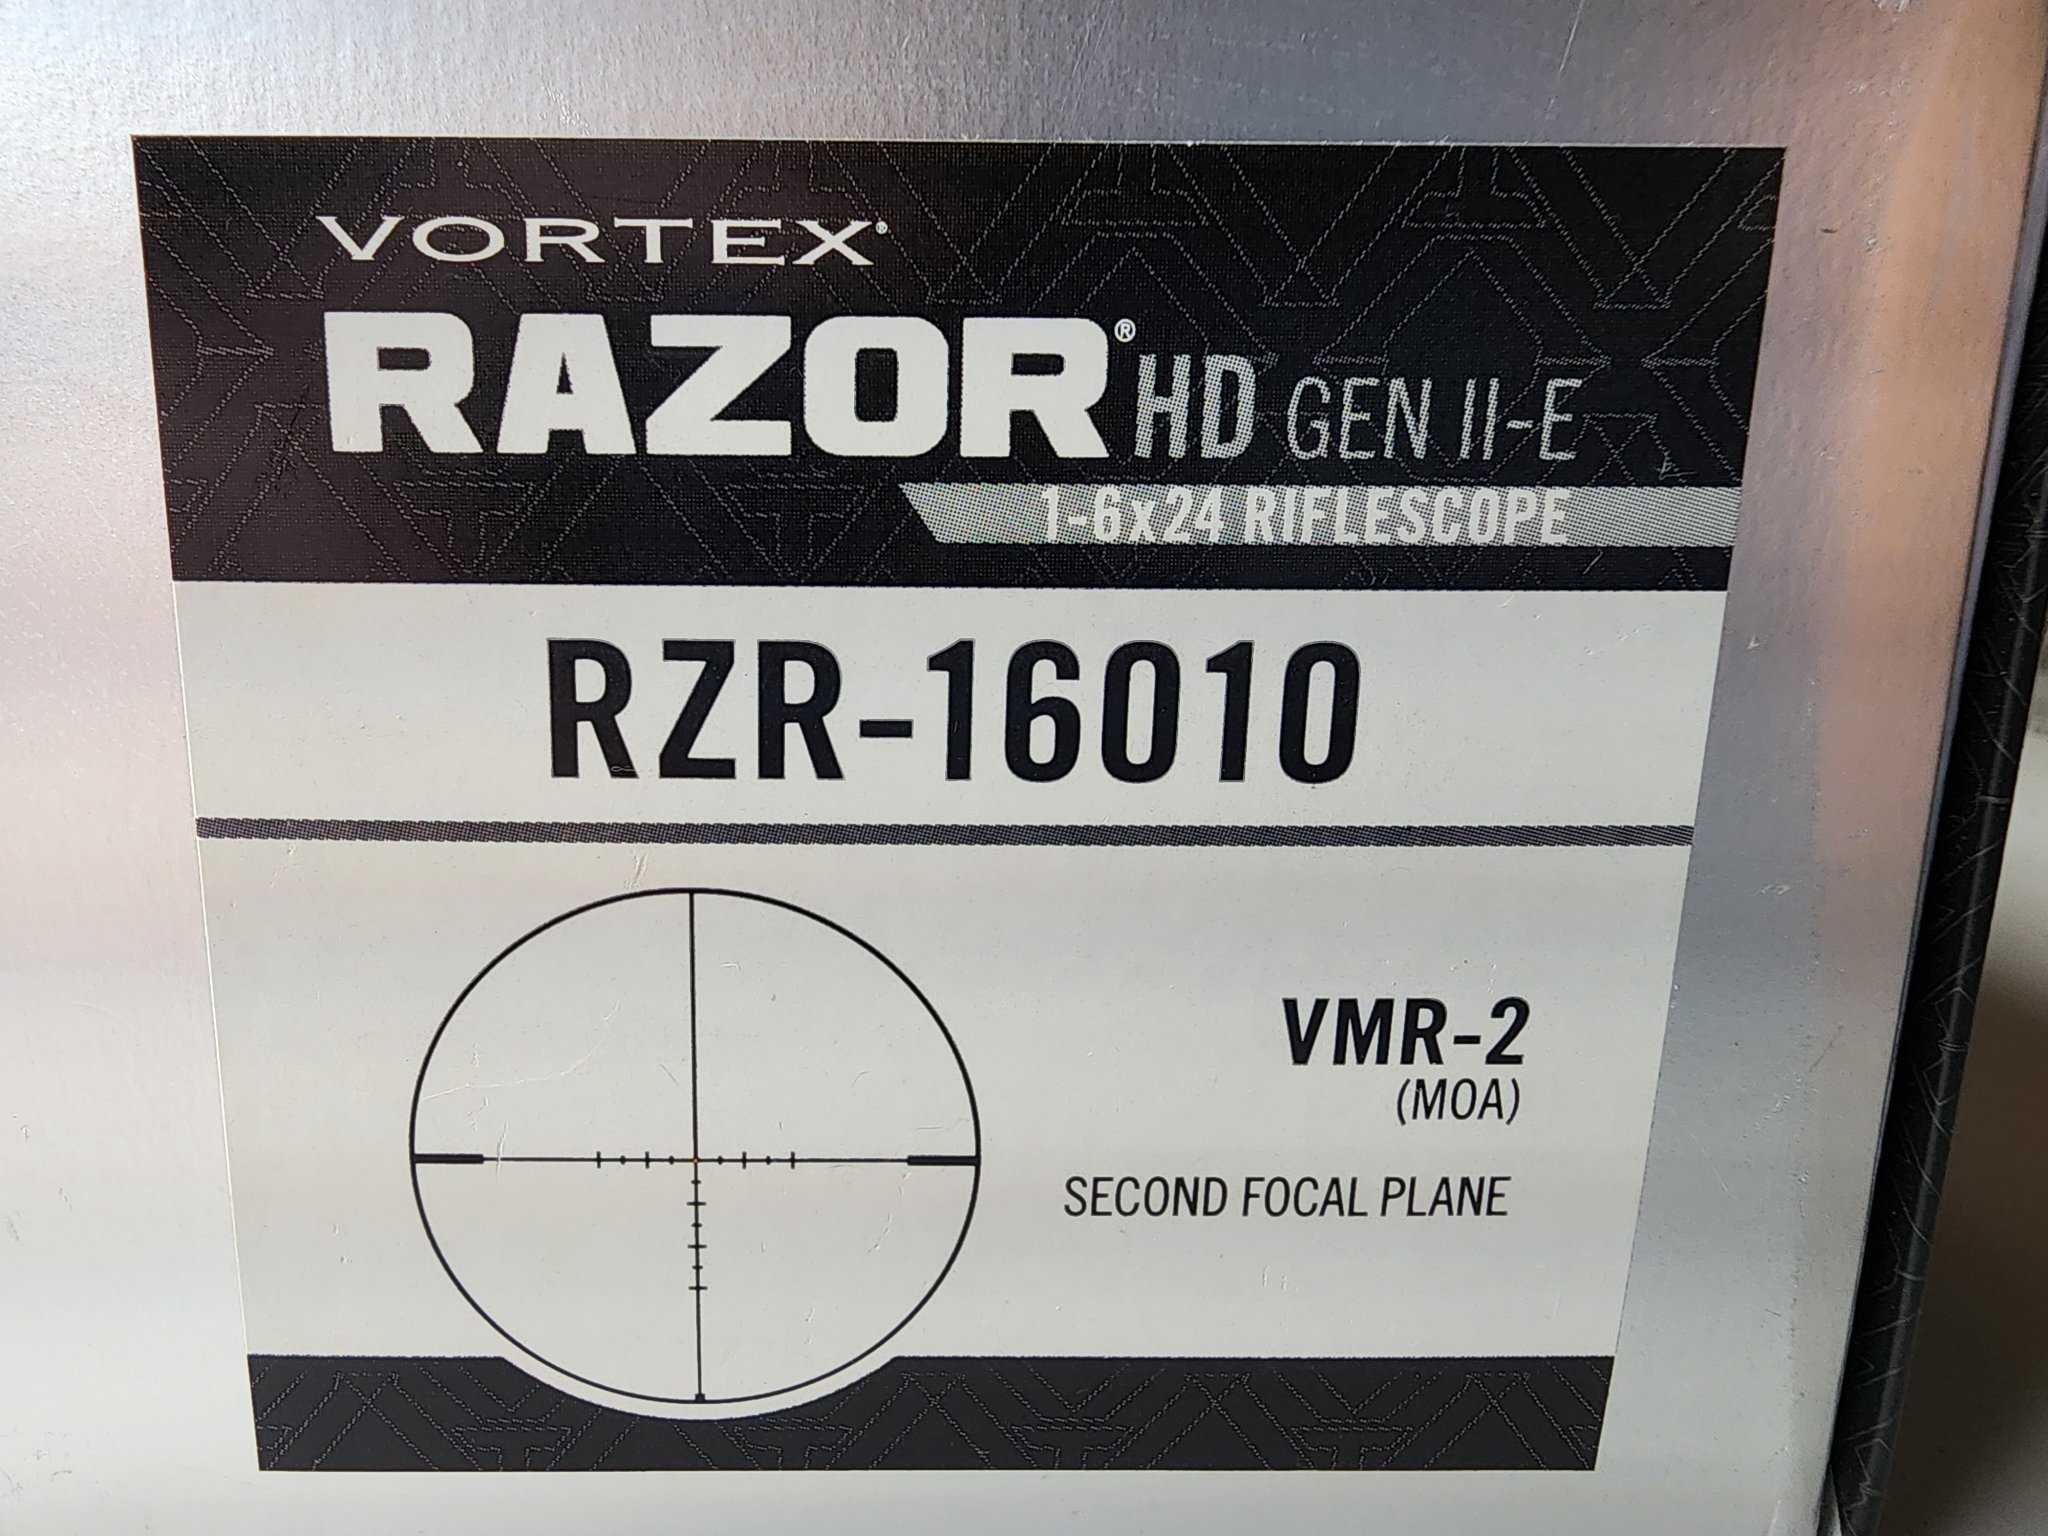 VORTEX®
RAZOR® HD GEN II-E
1-6x24 RIFLESCOPE
RZR-16010
VMR-2
(MOA)
SECOND FOCAL PLANE